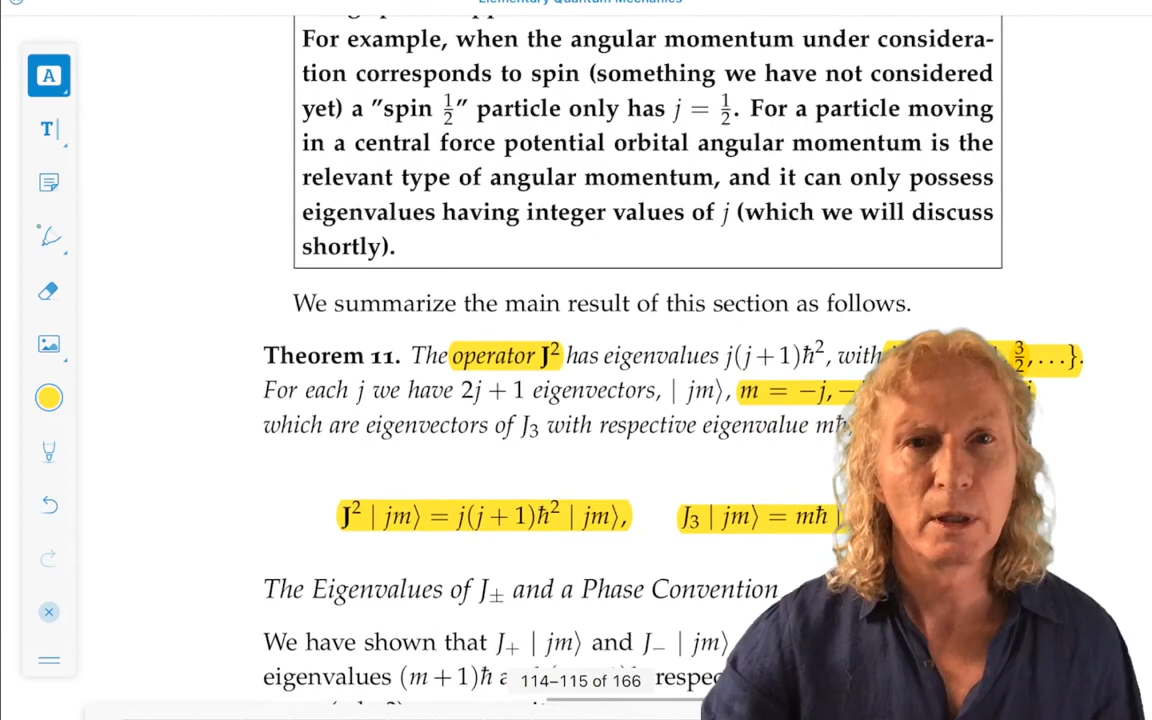 Elementary Quantum Mechanics
For example, when the angular momentum under considera-
tion corresponds to spin (something we have not considered
yet) a "spin ½" particle only has j = ½. For a particle moving
in a central force potential orbital angular momentum is the
relevant type of angular momentum, and it can only possess
eigenvalues having integer values of j (which we will discuss
shortly).
We summarize the main result of this section as follows.
Theorem 11. The operator J² has eigenvalues j(j + 1)ħ², with 3/2, . . .}.
For each j we have 2j + 1 eigenvectors, | jm⟩, m = −j, −
which are eigenvectors of J₃ with respective eigenvalue mħ
J² | jm⟩ = j(j + 1)ħ² | jm⟩, J₃ | jm⟩ = mħ
The Eigenvalues of J± and a Phase Convention
We have shown that J₊ | jm⟩ and J₋ | jm⟩
eigenvalues (m + 1)ħ
114–115 of 166
A
T